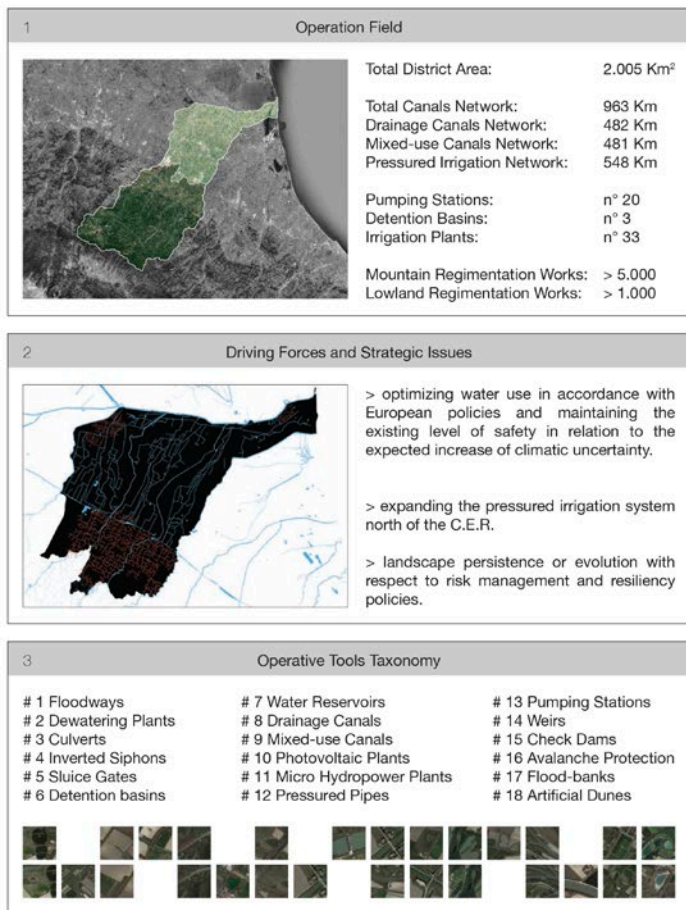 1
Operation Field
Total District Area: 2.005 Km²
Total Canals Network: 963 Km
Drainage Canals Network: 482 Km
Mixed-use Canals Network: 481 Km
Pressured Irrigation Network: 548 Km
Pumping Stations: n° 20
Detention Basins: n° 3
Irrigation Plants: n° 33
Mountain Regimentation Works: > 5.000
Lowland Regimentation Works: > 1.000
2
Driving Forces and Strategic Issues
> optimizing water use in accordance with
European policies and maintaining the
existing level of safety in relation to the
expected increase of climatic uncertainty.
> expanding the pressured irrigation system
north of the C.E.R.
> landscape persistence or evolution with
respect to risk management and resiliency
policies.
3
Operative Tools Taxonomy
# 1 Floodways
# 2 Dewatering Plants
# 3 Culverts
# 4 Inverted Siphons
# 5 Sluice Gates
# 6 Detention basins
# 7 Water Reservoirs
# 8 Drainage Canals
# 9 Mixed-use Canals
# 10 Photovoltaic Plants
# 11 Micro Hydropower Plants
# 12 Pressured Pipes
# 13 Pumping Stations
# 14 Weirs
# 15 Check Dams
# 16 Avalanche Protection
# 17 Flood-banks
# 18 Artificial Dunes